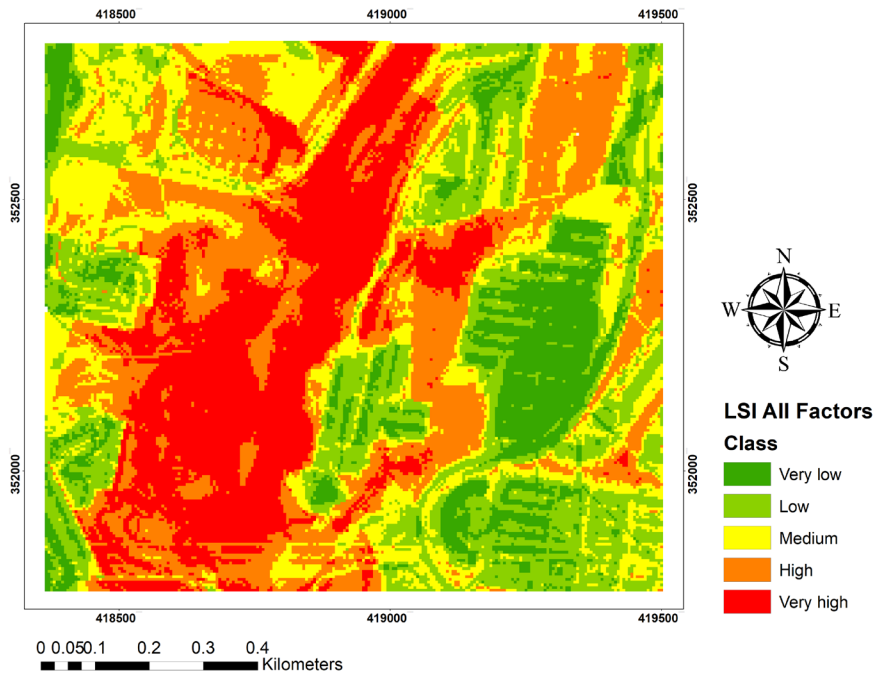 418500 419000 419500
352500 352500
352000 352000
418500 419000 419500
N
W E
S
LSI All Factors
Class
Very low
Low
Medium
High
Very high
0 0.050.1 0.2 0.3 0.4
Kilometers